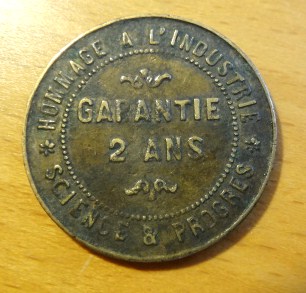 * HOMMAGE A L'INDUSTRIE *
GARANTIE
2 ANS
SCIENCE & PROGRES